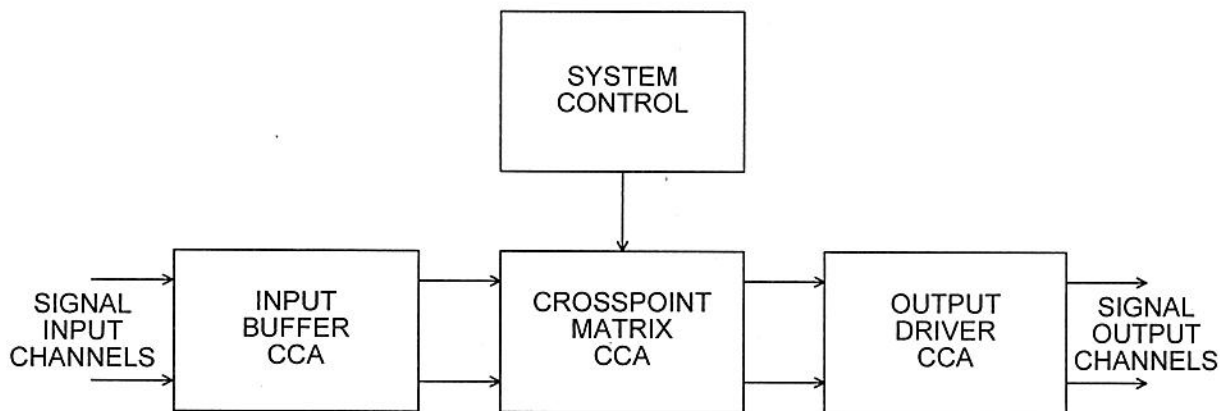 SYSTEM
CONTROL
SIGNAL
INPUT
CHANNELS
INPUT
BUFFER
CCA
CROSSPOINT
MATRIX
CCA
OUTPUT
DRIVER
CCA
SIGNAL
OUTPUT
CHANNELS